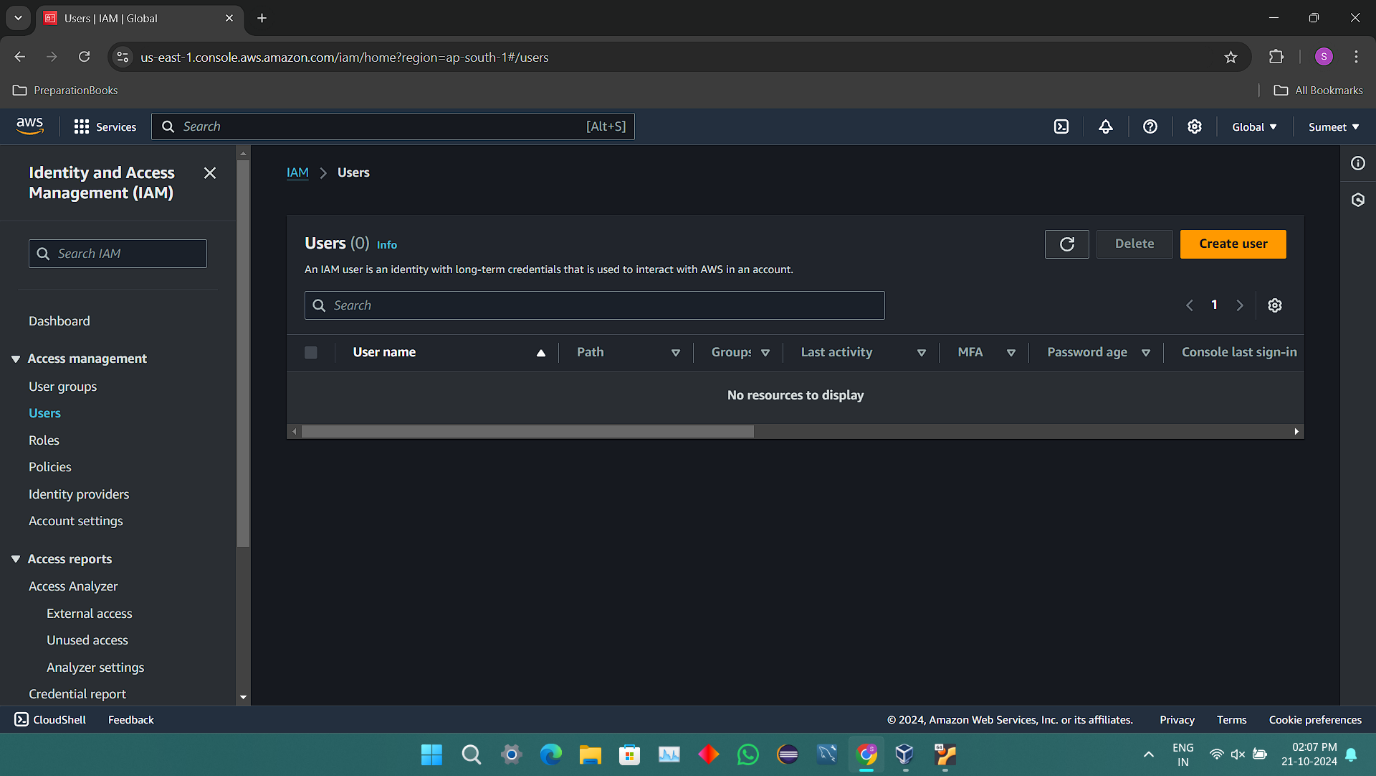 Users | IAM | Global
us-east-1.console.aws.amazon.com/iam/home?region=ap-south-1#/users
S
PreparationBooks
All Bookmarks
aws
Services
Search
[Alt+S]
Global
Sumeet
Identity and Access
Management (IAM)
Search IAM
Dashboard
Access management
User groups
Users
Roles
Policies
Identity providers
Account settings
Access reports
Access Analyzer
External access
Unused access
Analyzer settings
Credential report
IAM
Users
Users (0) Info
Delete
Create user
An IAM user is an identity with long-term credentials that is used to interact with AWS in an account.
Search
1
User name
Path
Group:
Last activity
MFA
Password age
Console last sign-in
No resources to display
CloudShell
Feedback
© 2024, Amazon Web Services, Inc. or its affiliates.
Privacy
Terms
Cookie preferences
ENG
IN
02:07 PM
21-10-2024